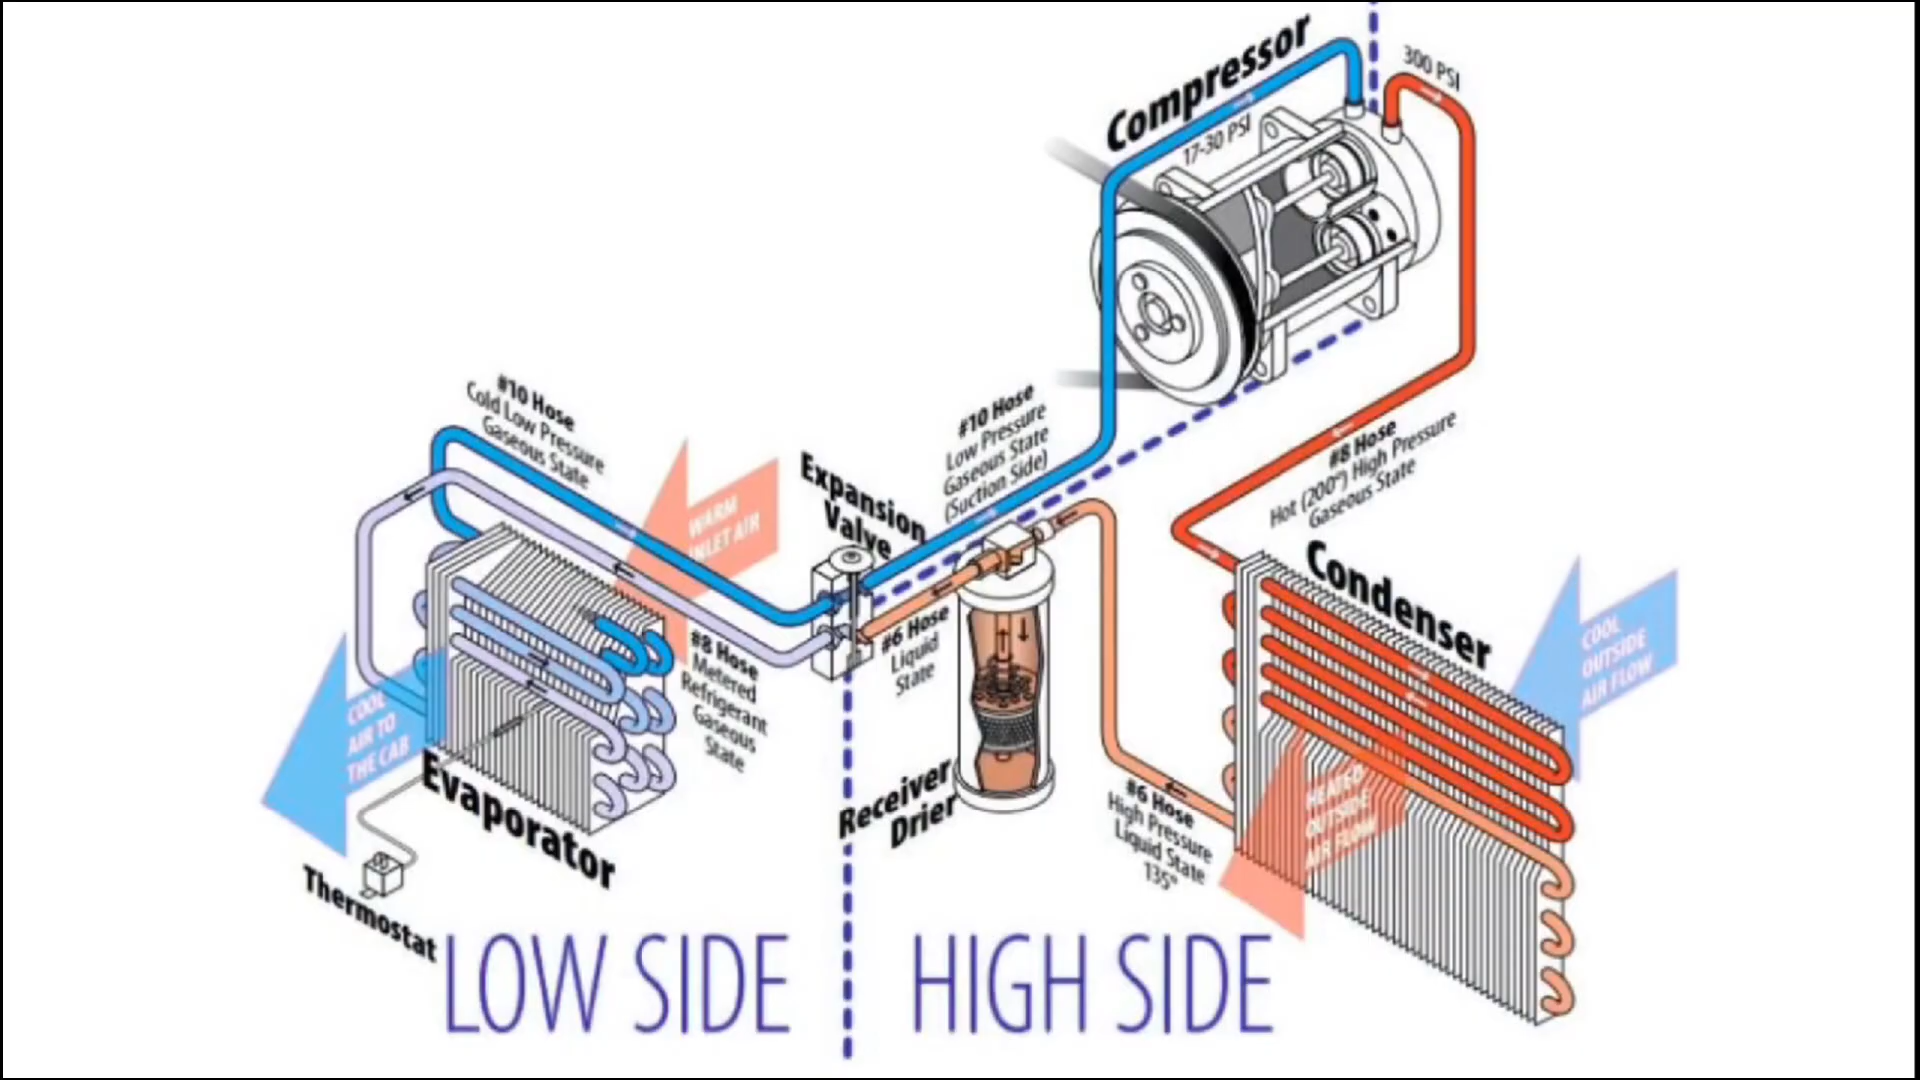 Compressor
300 PSI
17-30 PSI
#10 Hose
Cold Low Pressure
Gaseous State
WARM
INLET AIR
Expansion
Valve
#10 Hose
Low Pressure
Gaseous State
(Suction Side)
#8 Hose
Hot (200°) High Pressure
Gaseous State
Condenser
COOL
OUTSIDE
AIR FLOW
#6 Hose
Liquid
State
#8 Hose
Metered
Refrigerant
Gaseous
State
COOL
AIR TO
THE CAB
Evaporator
Receiver
Drier
#6 Hose
High Pressure
Liquid State
135°
HEATED
OUTSIDE
AIR FLOW
Thermostat
LOW SIDE
HIGH SIDE